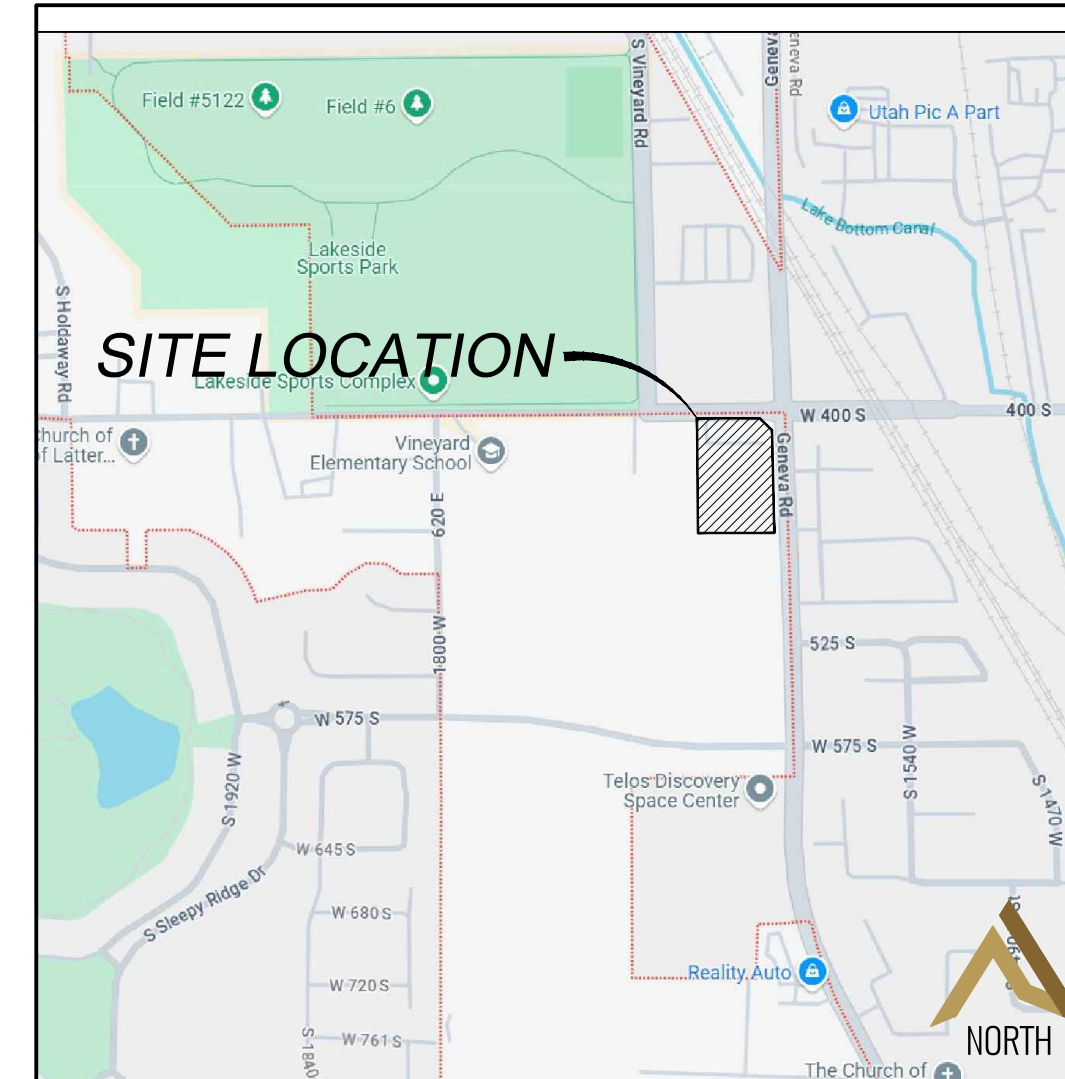 S Vineyard Rd
Geneva
eneva Rd
Field #5122
Field #6
Utah Pic A Part
Lake Bottom Canal
Lakeside
Sports Park
S Holdaway Rd
SITE LOCATION
Lakeside Sports Complex
W 400 S
400 S
hurch of
f Latter...
Vineyard
Elementary School
Geneva Rd
620 E
1800 W
525 S
W 575 S
W 575 S
S 1540 W
S 1470 W
Telos Discovery
Space Center
S 1920 W
W 645 S
S Sleepy Ridge Dr
W 680 S
Reality Auto
W 720 S
W 761 S
S 1840
NORTH
The Church of